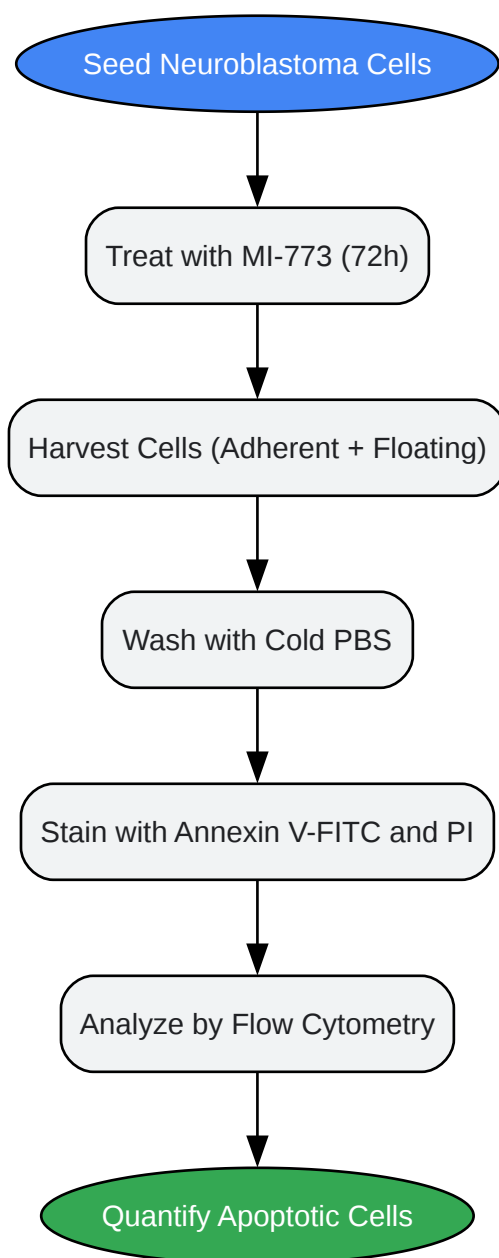 Seed Neuroblastoma Cells
Treat with MI-773 (72h)
Harvest Cells (Adherent + Floating)
Wash with Cold PBS
Stain with Annexin V-FITC and PI
Analyze by Flow Cytometry
Quantify Apoptotic Cells